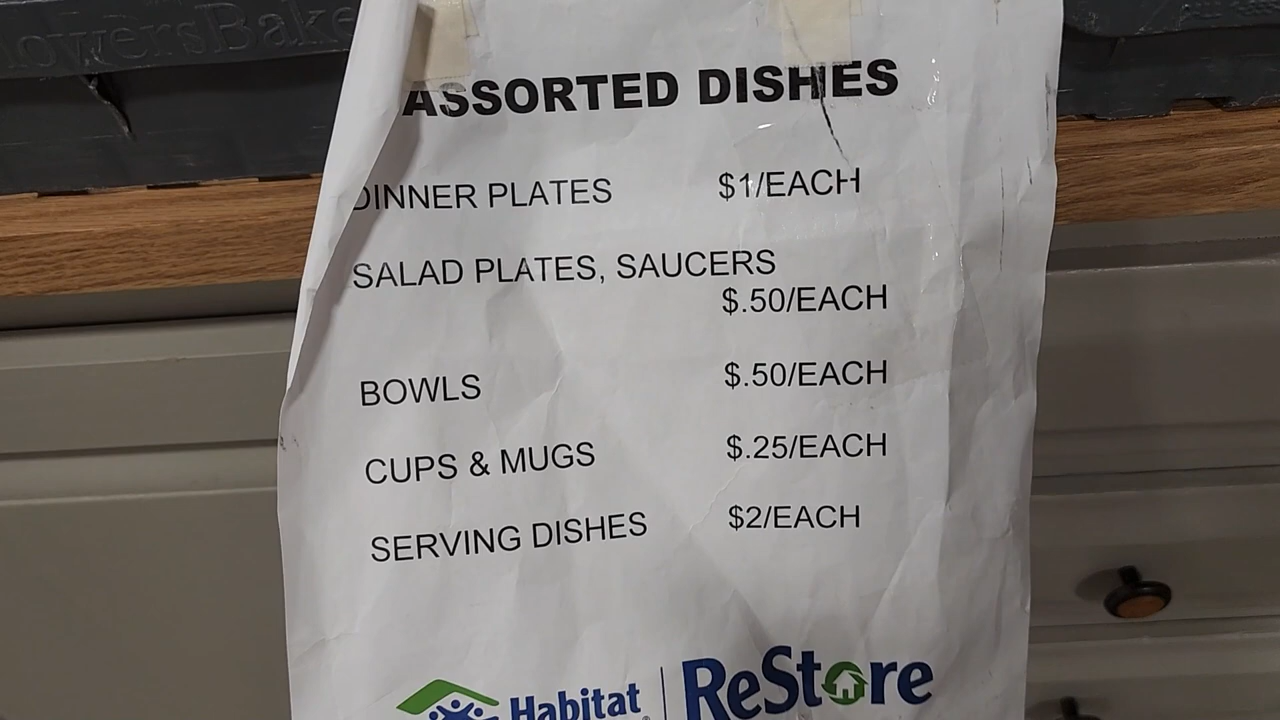 ASSORTED DISHES
DINNER PLATES $1/EACH
SALAD PLATES, SAUCERS
$.50/EACH
BOWLS $.50/EACH
CUPS & MUGS $.25/EACH
SERVING DISHES $2/EACH
Habitat ® ReStore